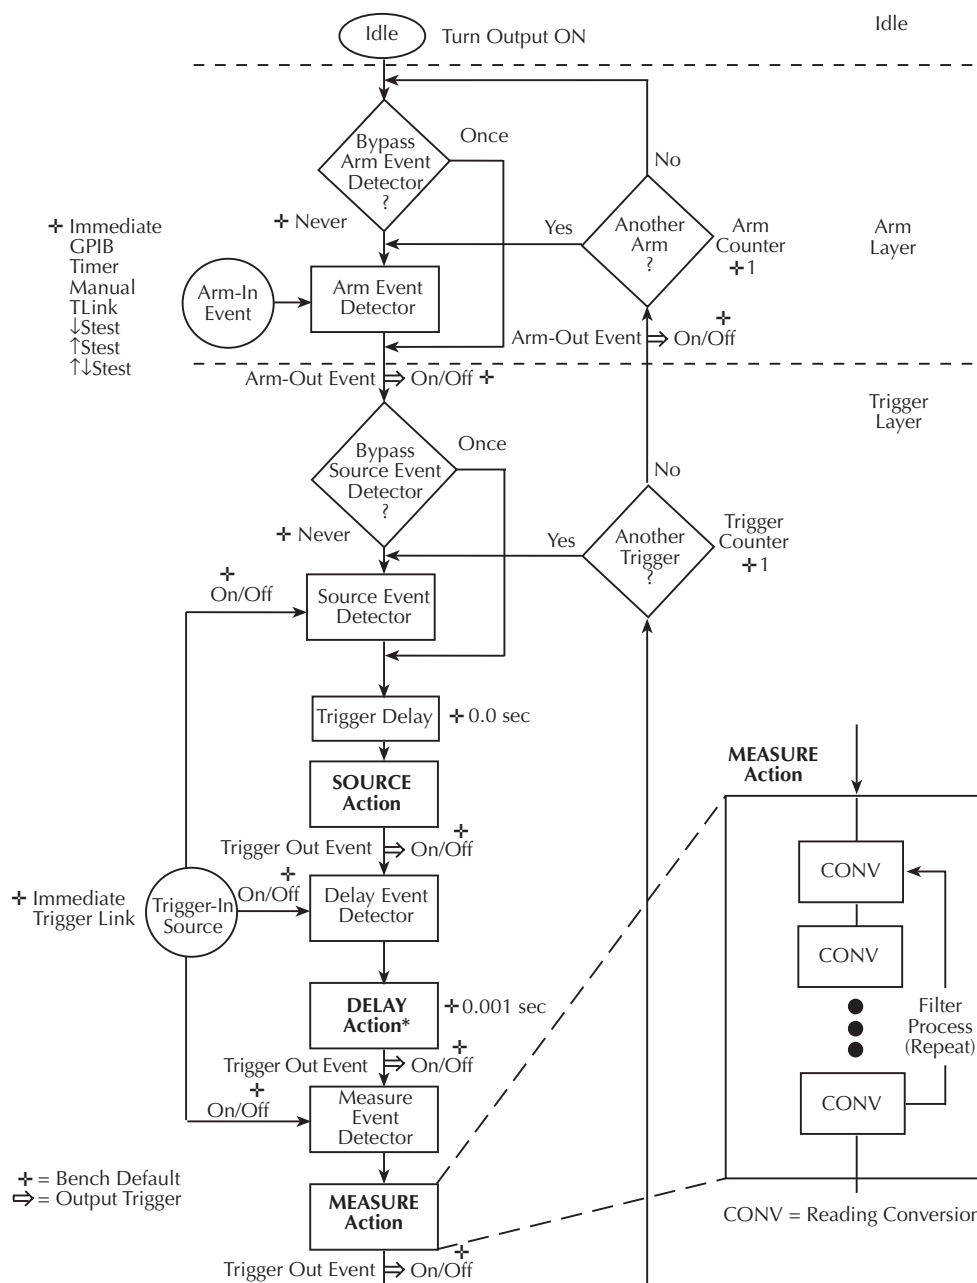 Idle
Turn Output ON
Idle
Bypass
Arm Event
Detector
?
Once
No
✛ Never
Yes
Another
Arm
?
Arm
Counter
✛ 1
Arm
Layer
✛ Immediate
GPIB
Timer
Manual
TLink
↓Stest
↑Stest
↑↓Stest
Arm-In
Event
Arm Event
Detector
Arm-Out Event ⇨ On/Off ✛
Arm-Out Event ⇨ On/Off ✛
Trigger
Layer
Bypass
Source Event
Detector
?
Once
No
✛ Never
Yes
Another
Trigger
?
Trigger
Counter
✛ 1
✛
On/Off
Source Event
Detector
Trigger Delay
✛ 0.0 sec
SOURCE
Action
Trigger Out Event ⇨ On/Off ✛
✛ Immediate
Trigger Link
Trigger-In
Source
✛
On/Off
Delay Event
Detector
DELAY
Action*
✛ 0.001 sec
Trigger Out Event ⇨ On/Off ✛
✛
On/Off
Measure
Event
Detector
MEASURE
Action
Trigger Out Event ⇨ On/Off ✛
✛ = Bench Default
⇨ = Output Trigger
MEASURE
Action
CONV
CONV
CONV
Filter
Process
(Repeat)
CONV = Reading Conversion